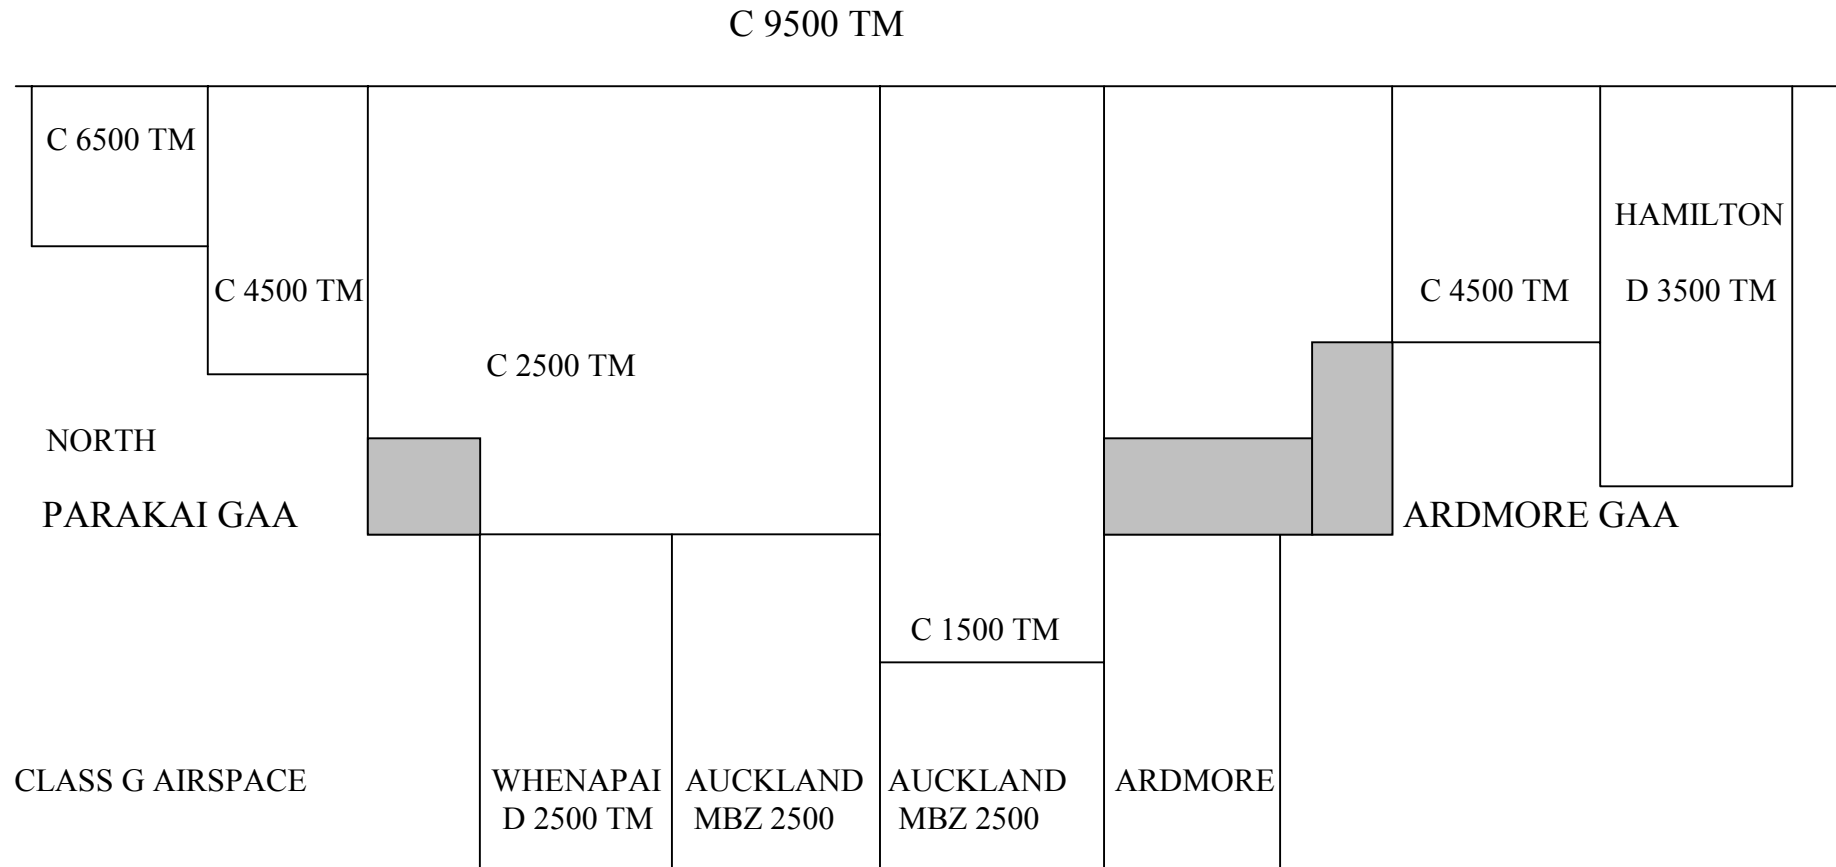 C 9500 TM
C 6500 TM
HAMILTON
C 4500 TM
C 4500 TM
D 3500 TM
C 2500 TM
NORTH
PARAKAI GAA
ARDMORE GAA
C 1500 TM
CLASS G AIRSPACE
WHENAPAI
D 2500 TM
AUCKLAND
MBZ 2500
AUCKLAND
MBZ 2500
ARDMORE